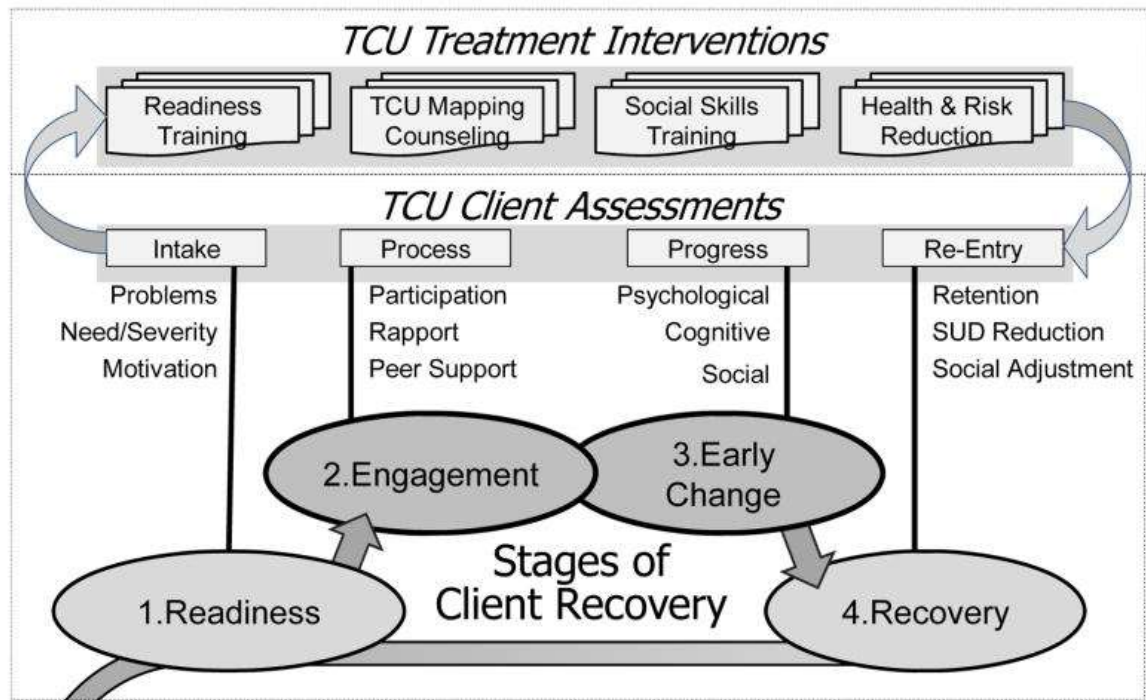 TCU Treatment Interventions
Readiness
Training
TCU Mapping
Counseling
Social Skills
Training
Health & Risk
Reduction
TCU Client Assessments
Intake
Process
Progress
Re-Entry
Problems
Need/Severity
Motivation
Participation
Rapport
Peer Support
Psychological
Cognitive
Social
Retention
SUD Reduction
Social Adjustment
2.Engagement
3.Early
Change
Stages of
Client Recovery
1.Readiness
4.Recovery